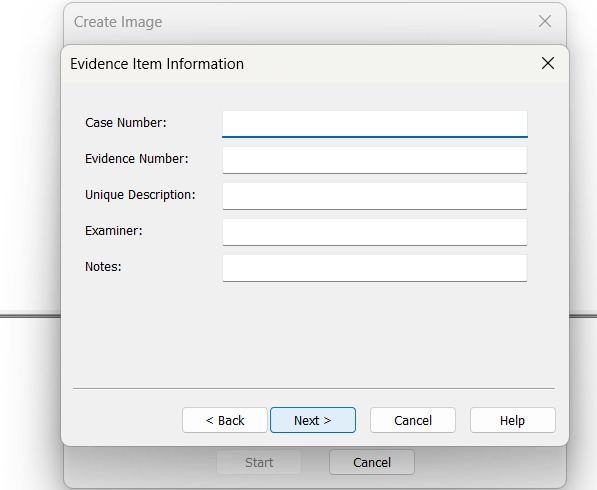 Create Image
Evidence Item Information
Case Number:
Evidence Number:
Unique Description:
Examiner:
Notes:
< Back Next > Cancel Help
Start Cancel